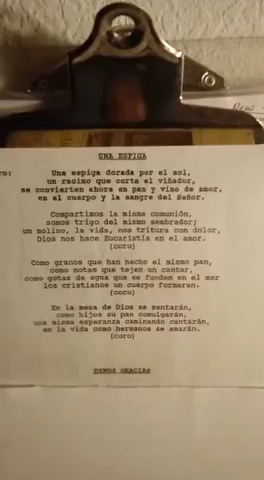 New
UNA ESPIGA
ro: Una espiga dorada por el sol,
un racimo que corta el viñador,
se convierten ahora en pan y vino de amor,
en el cuerpo y la sangre del Señor.
Compartimos la misma comunión,
somos trigo del mismo sembrador;
un molino, la vida, nos tritura con dolor,
Dios nos hace Eucaristía en el amor.
(coro)
Como granos que han hecho el mismo pan,
como notas que tejen un cantar,
como gotas de agua que se funden en el mar
los cristianos un cuerpo formaran.
(coro)
En la mesa de Dios se sentarán,
como hijos su pan comulgarán,
una misma esperanza caminando cantarán,
en la vida como hermanos se amarán.
(coro)
DEMOS GRACIAS